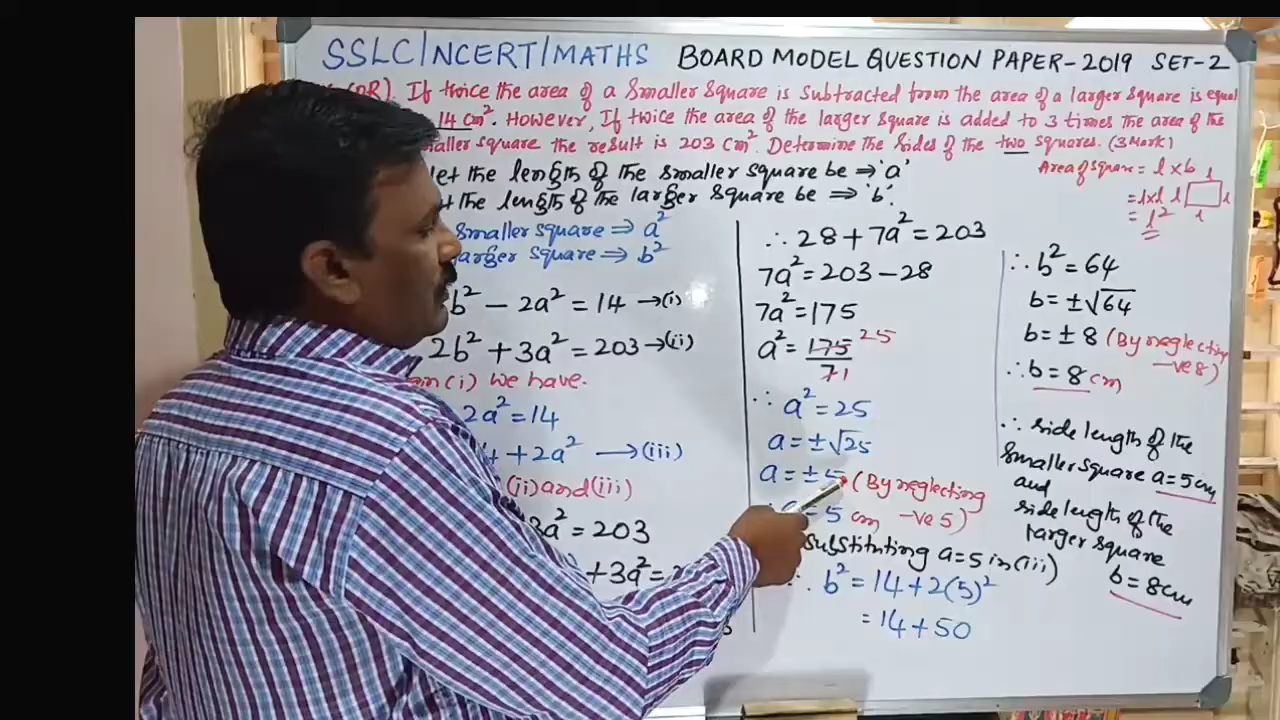 SSLC/NCERT/MATHS BOARD MODEL QUESTION PAPER-2019 SET-2
(OR). If twice the area of a smaller square is subtracted from the area of a larger square is equal
14 cm². However, If twice the area of the larger square is added to 3 times the area of the
smaller square the result is 203 cm². Determine the sides of the two squares. (3 Mark)
let the length of the smaller square be ⇒ 'a'
the length of the larger square be ⇒ 'b'.
smaller square ⇒ a²
larger square ⇒ b²
b² − 2a² = 14 →(i)
2b² + 3a² = 203 →(ii)
(i) we have.
2a² = 14
+ 2a² →(iii)
(ii) and (iii)
3a² = 203
+ 3a² =
∴ 28 + 7a² = 203
7a² = 203 − 28
7a² = 175
a² = 175 25
71
∴ a² = 25
a = ±√25
a = ± 5 (By neglecting
= 5 cm -ve 5)
substituting a = 5 in (iii)
∴ b² = 14 + 2(5)²
= 14 + 50
Area of square = l × b
= l×l l l l l
= l²
∴ b² = 64
b = ±√64
b = ± 8 (By neglecting
-ve 8)
∴ b = 8 cm
∴ side length of the
smaller square a = 5 cm
and
side length of the
larger square
b = 8 cm